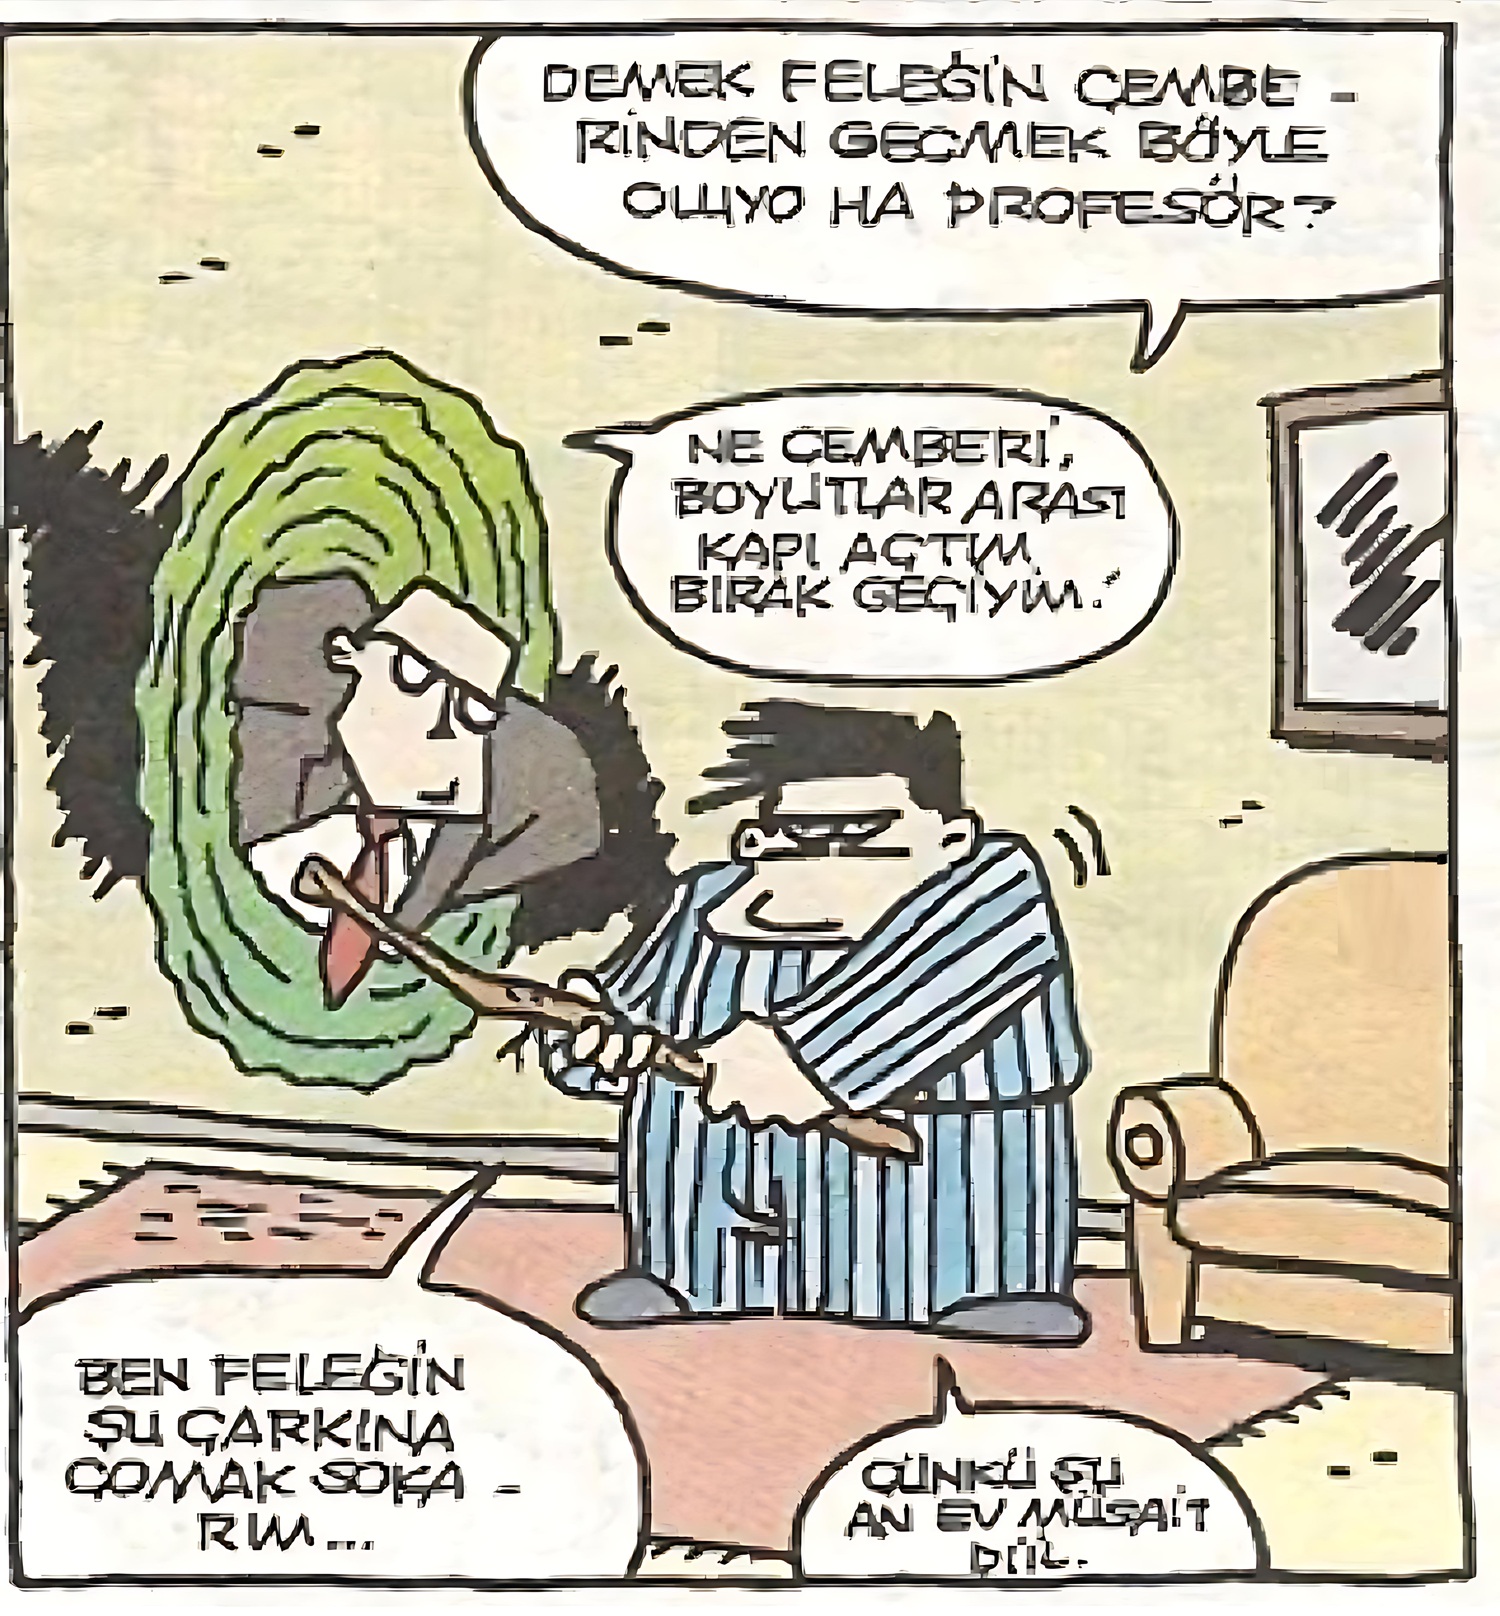 DEMEK FELEĞİN ÇEMBE-
RİNDEN GEÇMEK BÖYLE
OLUYO HA PROFESÖR?
NE ÇEMBERİ,
BOYUTLAR ARASI
KAPI AÇTIM.
BIRAK GEÇİYİM.
BEN FELEĞİN
ŞU ÇARKINA
ÇOMAK SOKA-
RIM...
ÇÜNKÜ ŞU
AN EV MÜSAİT
DİİL.